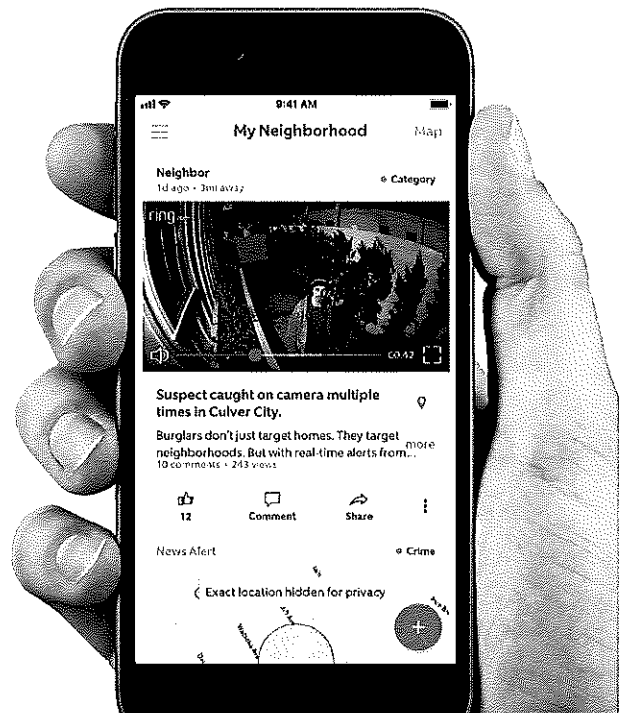 9:41 AM
My Neighborhood
Map
Neighbor
1d ago • 3mi away
Category
ring
00:42
Suspect caught on camera multiple
times in Culver City.
Burglars don't just target homes. They target
neighborhoods. But with real-time alerts from...
more
10 comments • 243 views
12
Comment
Share
News Alert
Crime
Exact location hidden for privacy